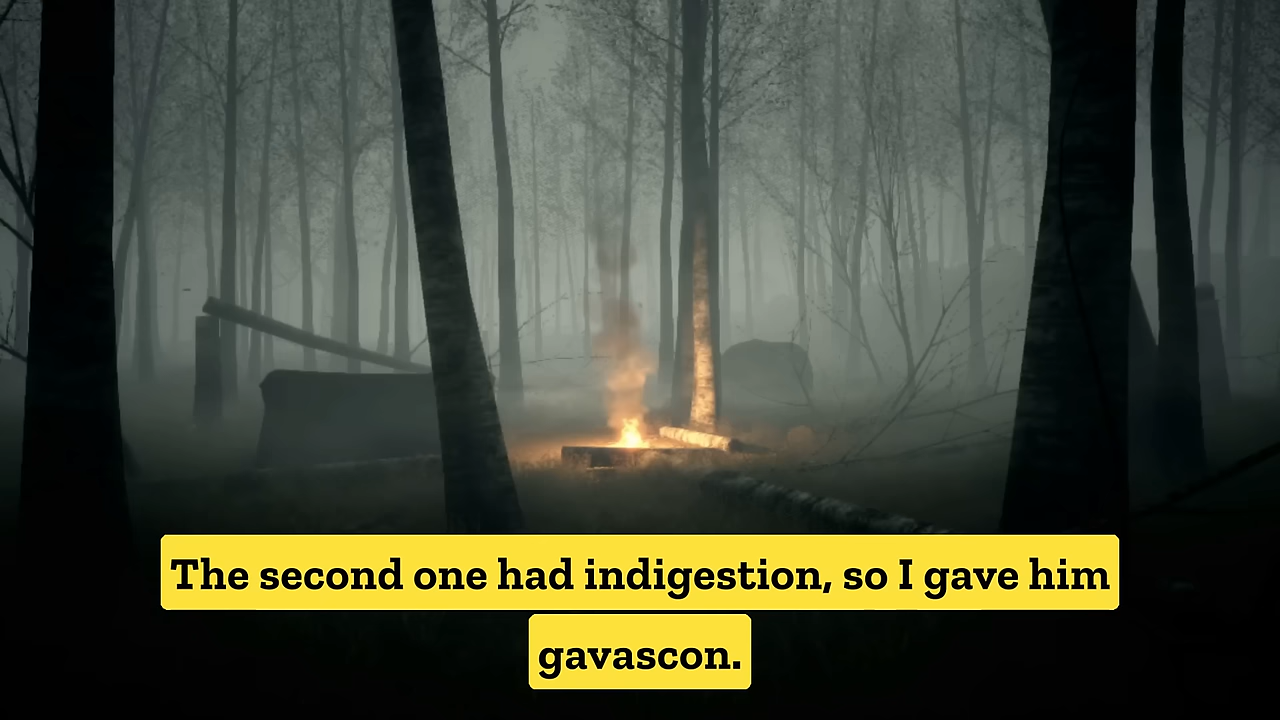 The second one had indigestion, so I gave him
gavascon.